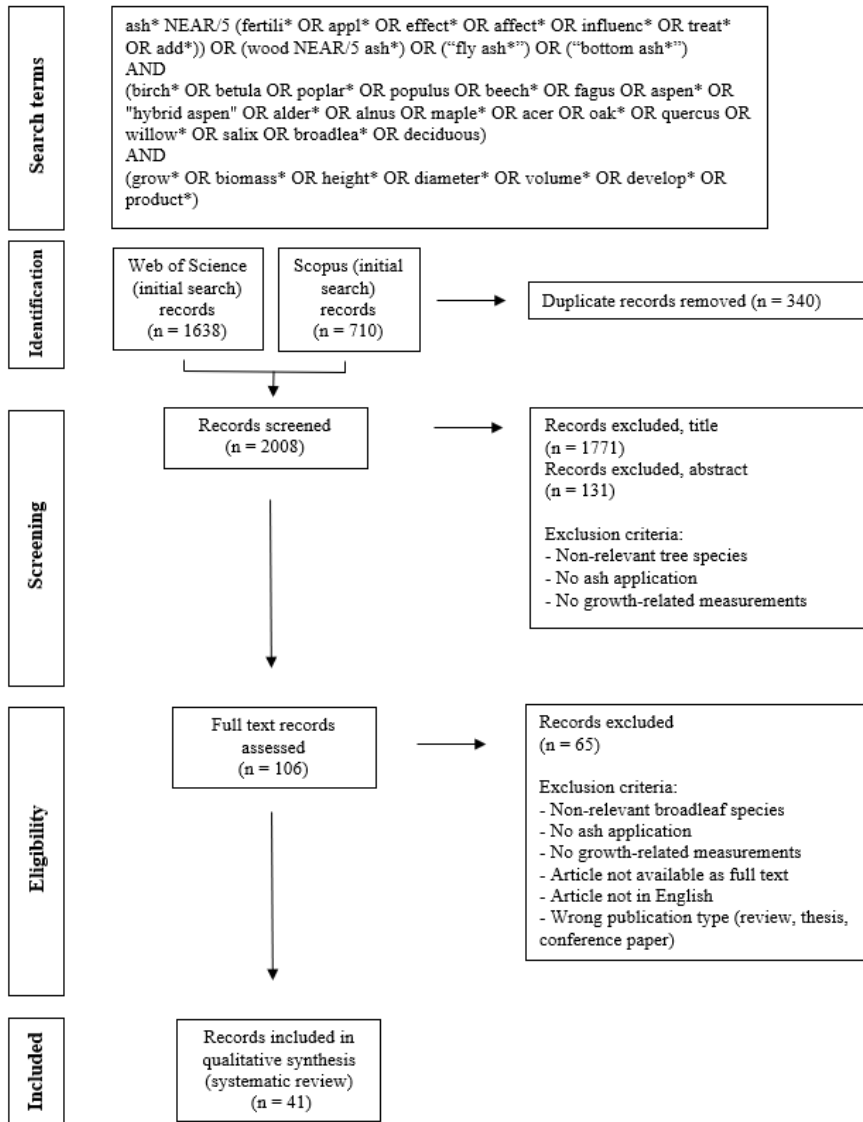 Search terms
ash* NEAR/5 (fertili* OR appl* OR effect* OR affect* OR influenc* OR treat*
OR add*)) OR (wood NEAR/5 ash*) OR (“fly ash*”) OR (“bottom ash*”)
AND
(birch* OR betula OR poplar* OR populus OR beech* OR fagus OR aspen* OR
"hybrid aspen" OR alder* OR alnus OR maple* OR acer OR oak* OR quercus OR
willow* OR salix OR broadlea* OR deciduous)
AND
(grow* OR biomass* OR height* OR diameter* OR volume* OR develop* OR
product*)
Identification
Web of Science
(initial search)
records
(n = 1638)
Scopus (initial
search)
records
(n = 710)
Duplicate records removed (n = 340)
Screening
Records screened
(n = 2008)
Records excluded, title
(n = 1771)
Records excluded, abstract
(n = 131)
Exclusion criteria:
- Non-relevant tree species
- No ash application
- No growth-related measurements
Eligibility
Full text records
assessed
(n = 106)
Records excluded
(n = 65)
Exclusion criteria:
- Non-relevant broadleaf species
- No ash application
- No growth-related measurements
- Article not available as full text
- Article not in English
- Wrong publication type (review, thesis,
conference paper)
Included
Records included in
qualitative synthesis
(systematic review)
(n = 41)